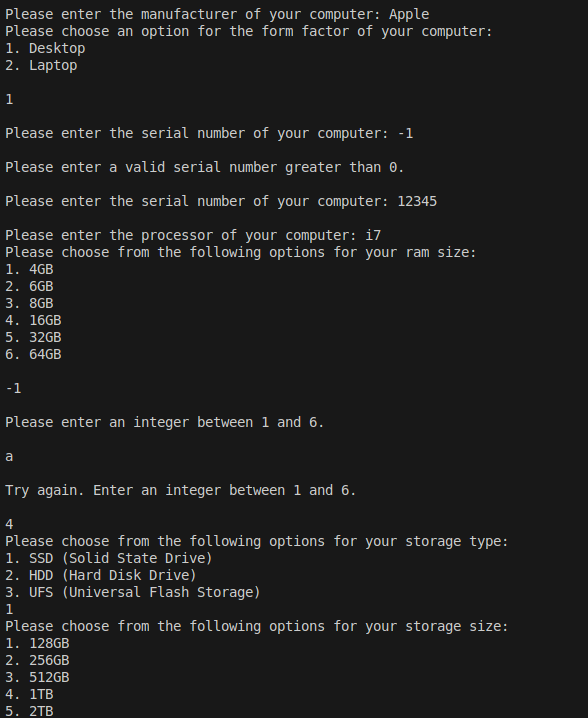 Please enter the manufacturer of your computer: Apple
Please choose an option for the form factor of your computer:
1. Desktop
2. Laptop
1
Please enter the serial number of your computer: -1
Please enter a valid serial number greater than 0.
Please enter the serial number of your computer: 12345
Please enter the processor of your computer: i7
Please choose from the following options for your ram size:
1. 4GB
2. 6GB
3. 8GB
4. 16GB
5. 32GB
6. 64GB
-1
Please enter an integer between 1 and 6.
a
Try again. Enter an integer between 1 and 6.
4
Please choose from the following options for your storage type:
1. SSD (Solid State Drive)
2. HDD (Hard Disk Drive)
3. UFS (Universal Flash Storage)
1
Please choose from the following options for your storage size:
1. 128GB
2. 256GB
3. 512GB
4. 1TB
5. 2TB